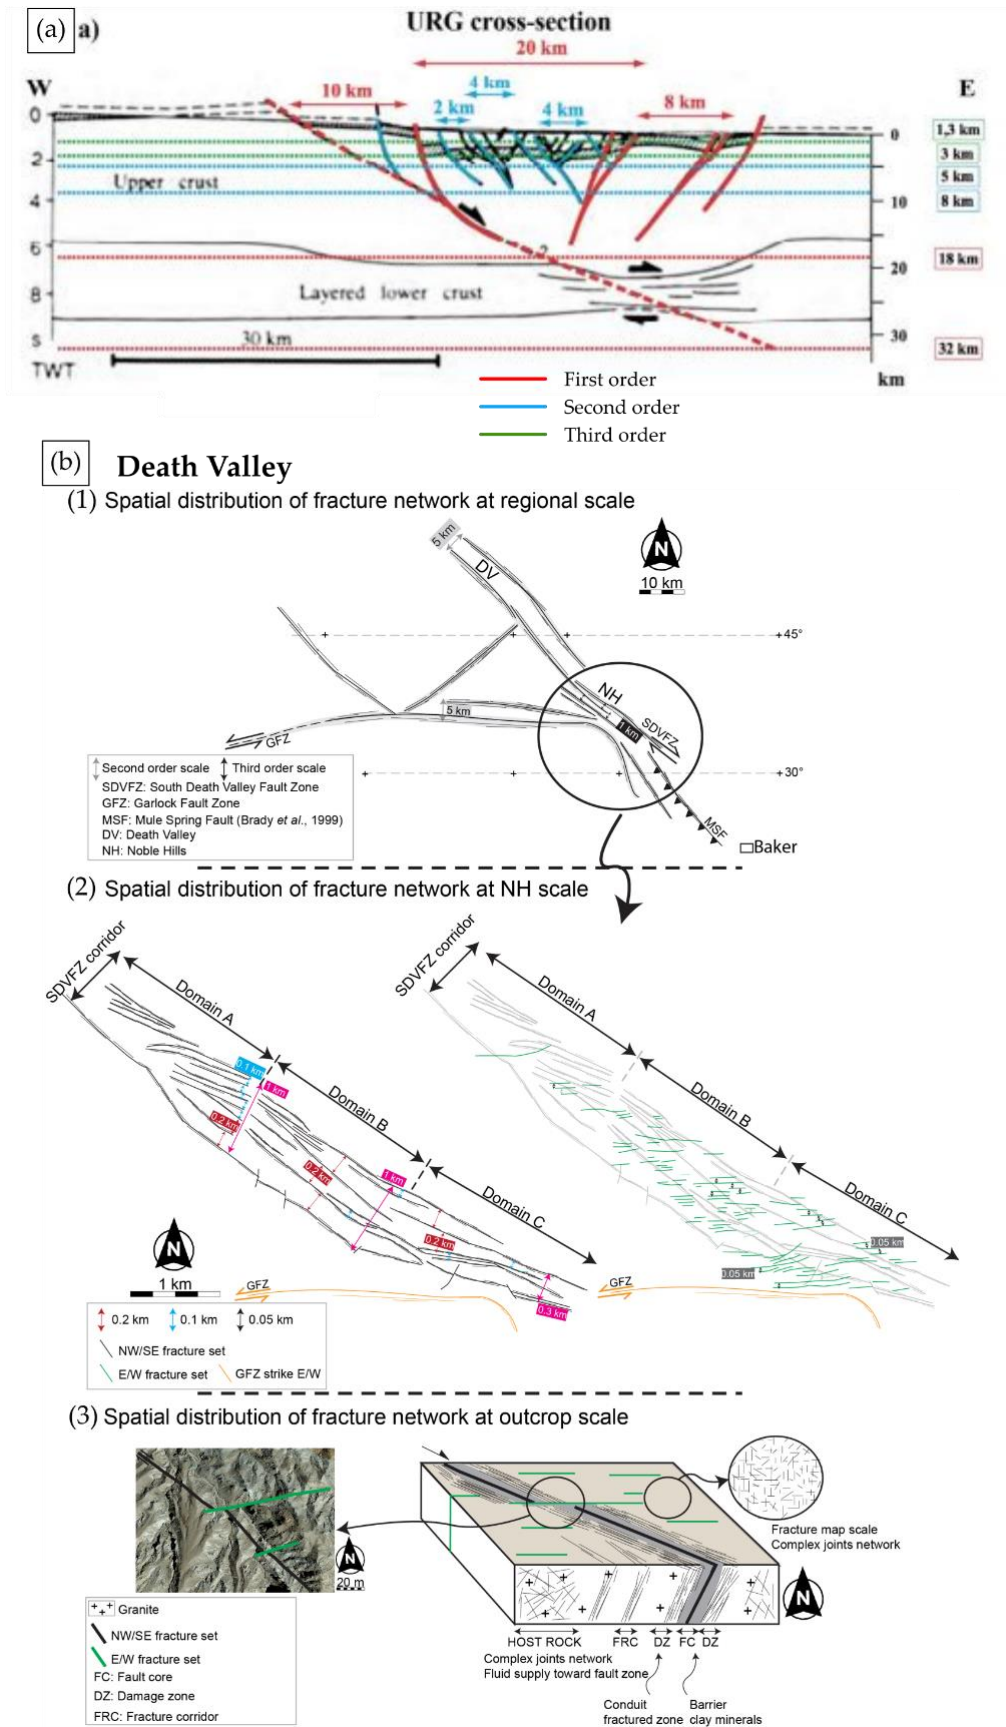 (a) a) URG cross-section
20 km
W 10 km 4 km 8 km E
2 km 4 km
0 0 1,3 km
2 3 km
Upper crust 5 km
4 10 8 km
6 ? 18 km
20
8 Layered lower crust
s 30 km 30 32 km
TWT km
First order
Second order
Third order
(b) Death Valley
(1) Spatial distribution of fracture network at regional scale
5 km
DV N
10 km
+45°
NH
5 km 1 km SDVFZ
GFZ
Second order scale Third order scale
+30°
SDVFZ: South Death Valley Fault Zone
GFZ: Garlock Fault Zone
MSF: Mule Spring Fault (Brady et al., 1999)
DV: Death Valley
NH: Noble Hills
MSF
Baker
(2) Spatial distribution of fracture network at NH scale
SDVFZ corridor
Domain A
0.1 km
1 km
0.2 km
Domain B
0.2 km
1 km
Domain C
0.2 km
0.3 km
SDVFZ corridor
Domain A
Domain B
Domain C
0.05 km
0.05 km
N
1 km
GFZ
GFZ
0.2 km 0.1 km 0.05 km
NW/SE fracture set
E/W fracture set GFZ strike E/W
(3) Spatial distribution of fracture network at outcrop scale
Fracture map scale
Complex joints network
N
20 m
N
Granite
NW/SE fracture set
E/W fracture set
FC: Fault core
DZ: Damage zone
FRC: Fracture corridor
HOST ROCK FRC DZ FC DZ
Complex joints network
Fluid supply toward fault zone
Conduit
fractured zone
Barrier
clay minerals